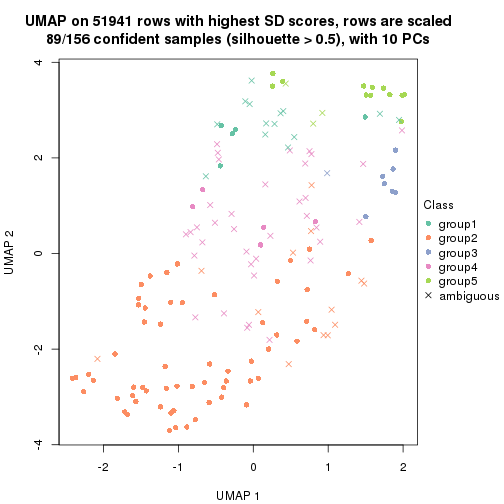 UMAP on 51941 rows with highest SD scores, rows are scaled
89/156 confident samples (silhouette > 0.5), with 10 PCs
4
2
0
-2
-4
UMAP 2
-2
-1
0
1
2
UMAP 1
Class
group1
group2
group3
group4
group5
ambiguous